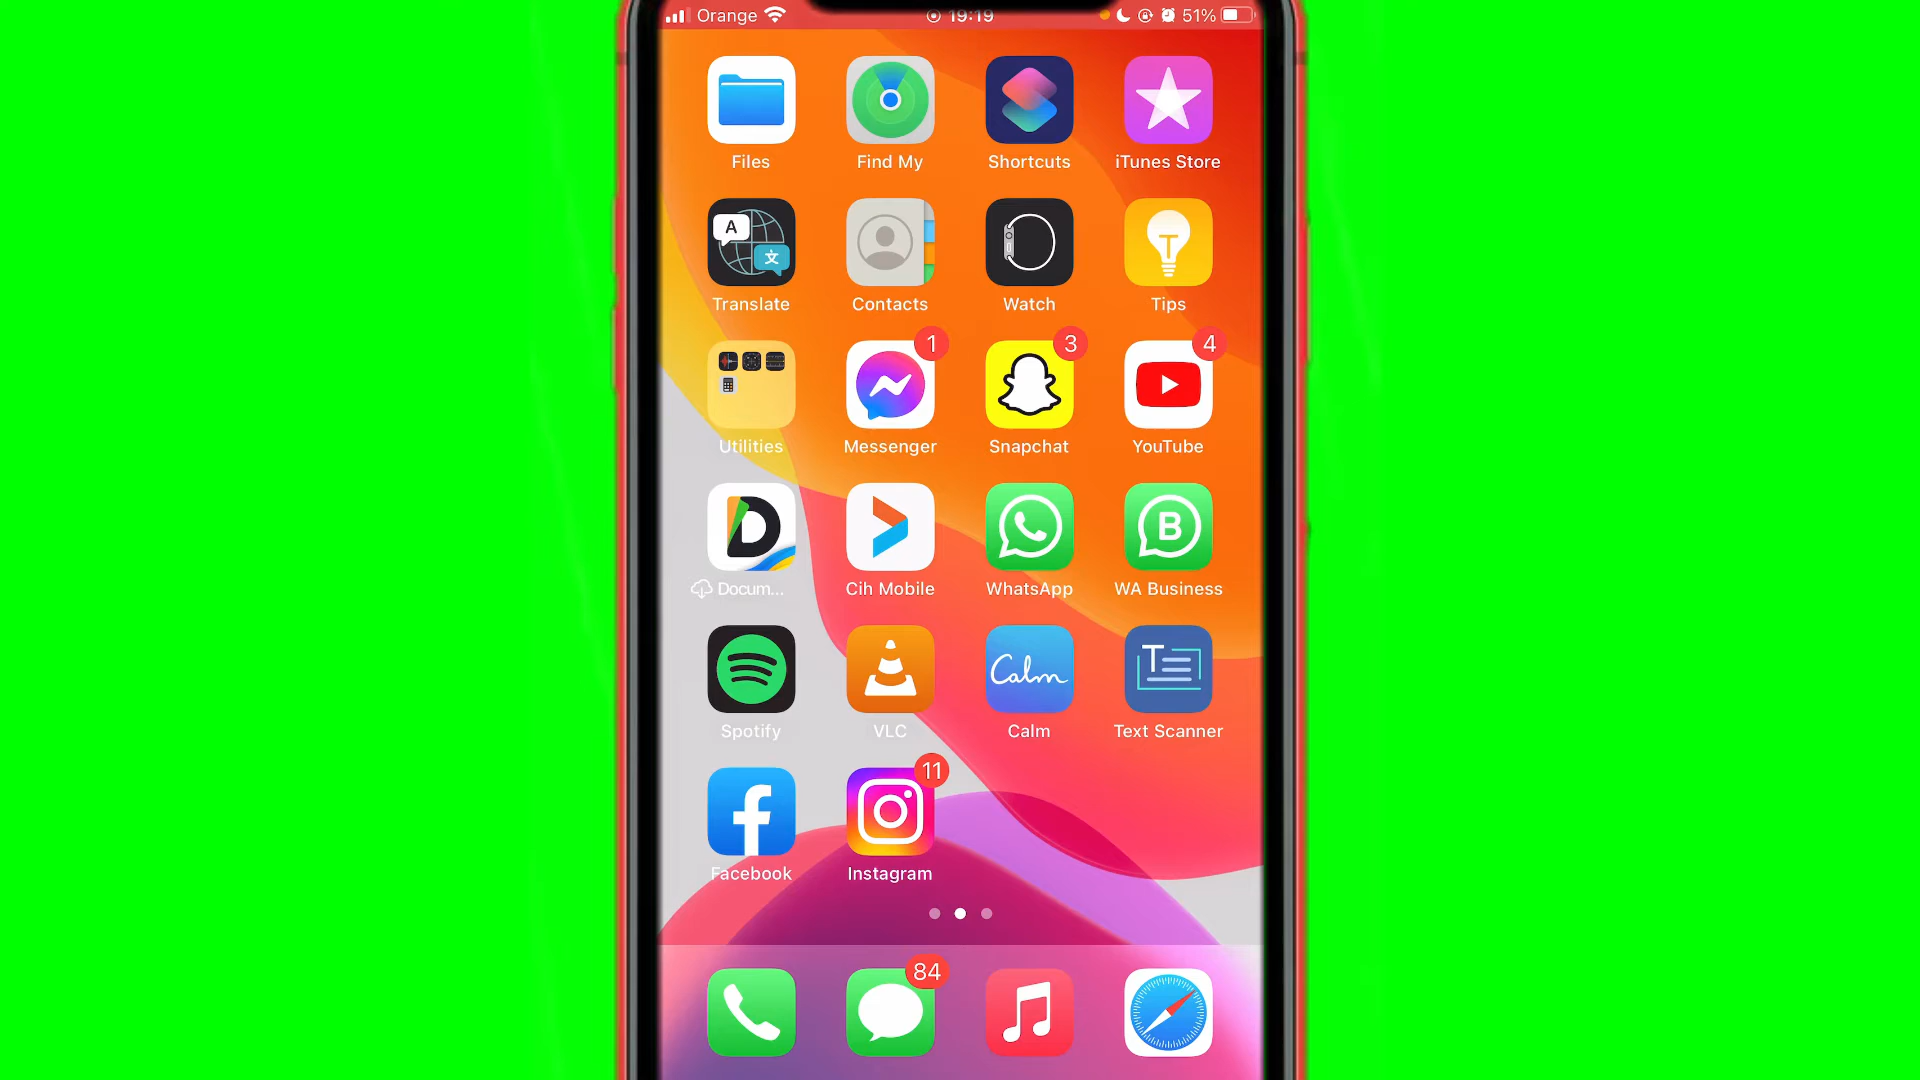 Orange 19:19 51%
Files Find My Shortcuts iTunes Store
A 文 T
Translate Contacts Watch Tips
1 3 4
Utilities Messenger Snapchat YouTube
D B
Docum... Cih Mobile WhatsApp WA Business
Calm T
Spotify VLC Calm Text Scanner
f 11
Facebook Instagram
84